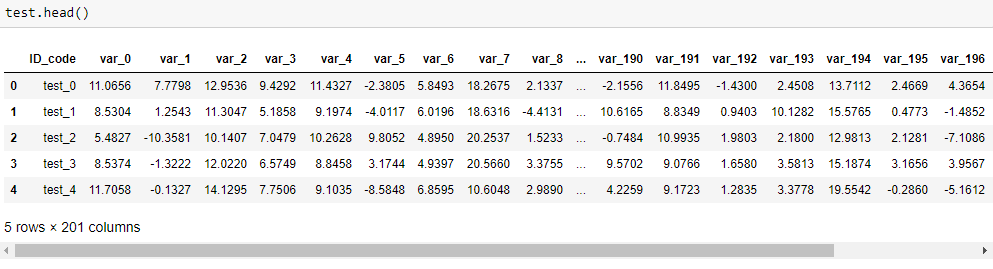 test.head()
ID_code var_0 var_1 var_2 var_3 var_4 var_5 var_6 var_7 var_8 ... var_190 var_191 var_192 var_193 var_194 var_195 var_196
0 test_0 11.0656 7.7798 12.9536 9.4292 11.4327 -2.3805 5.8493 18.2675 2.1337 ... -2.1556 11.8495 -1.4300 2.4508 13.7112 2.4669 4.3654
1 test_1 8.5304 1.2543 11.3047 5.1858 9.1974 -4.0117 6.0196 18.6316 -4.4131 ... 10.6165 8.8349 0.9403 10.1282 15.5765 0.4773 -1.4852
2 test_2 5.4827 -10.3581 10.1407 7.0479 10.2628 9.8052 4.8950 20.2537 1.5233 ... -0.7484 10.9935 1.9803 2.1800 12.9813 2.1281 -7.1086
3 test_3 8.5374 -1.3222 12.0220 6.5749 8.8458 3.1744 4.9397 20.5660 3.3755 ... 9.5702 9.0766 1.6580 3.5813 15.1874 3.1656 3.9567
4 test_4 11.7058 -0.1327 14.1295 7.7506 9.1035 -8.5848 6.8595 10.6048 2.9890 ... 4.2259 9.1723 1.2835 3.3778 19.5542 -0.2860 -5.1612
5 rows × 201 columns